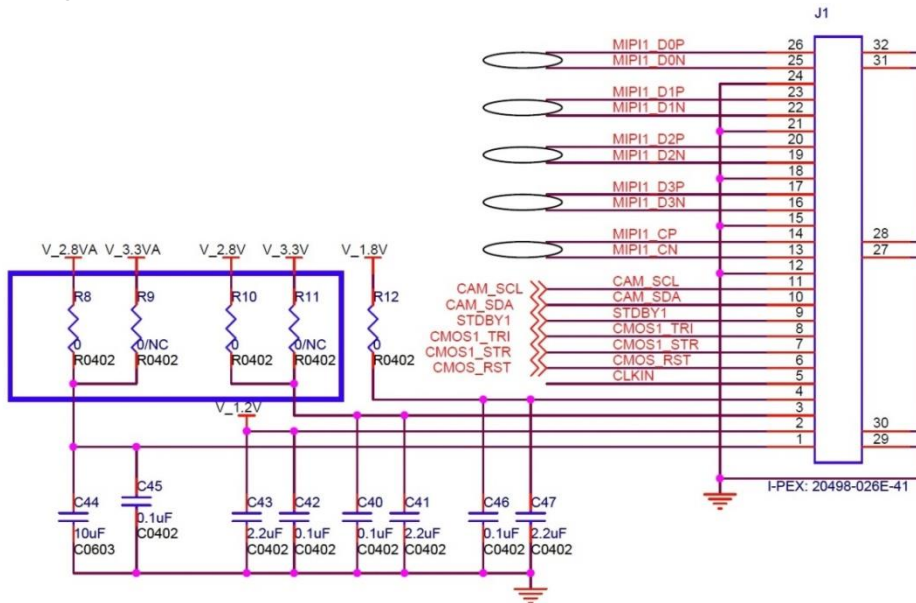 J1
MIPI1_D0P 26 32
MIPI1_D0N 25 31
24
MIPI1_D1P 23
MIPI1_D1N 22
21
MIPI1_D2P 20
MIPI1_D2N 19
18
MIPI1_D3P 17
MIPI1_D3N 16
15
MIPI1_CP 14 28
MIPI1_CN 13 27
12
V_2.8VA V_3.3VA V_2.8V V_3.3V V_1.8V
CAM_SCL CAM_SCL 11
CAM_SDA CAM_SDA 10
STDBY1 STDBY1 9
CMOS1_TRI CMOS1_TRI 8
CMOS1_STR CMOS1_STR 7
CMOS_RST CMOS_RST 6
CLKIN 5
R8 R9 R10 R11 R12
0 0/NC 0 0/NC 0
R0402 R0402 R0402 R0402 R0402
4
3
V_1.2V
2 30
1 29
I-PEX: 20498-026E-41
C44 C45 C43 C42 C40 C41 C46 C47
10uF 0.1uF 2.2uF 0.1uF 0.1uF 2.2uF 0.1uF 2.2uF
C0603 C0402 C0402 C0402 C0402 C0402 C0402 C0402